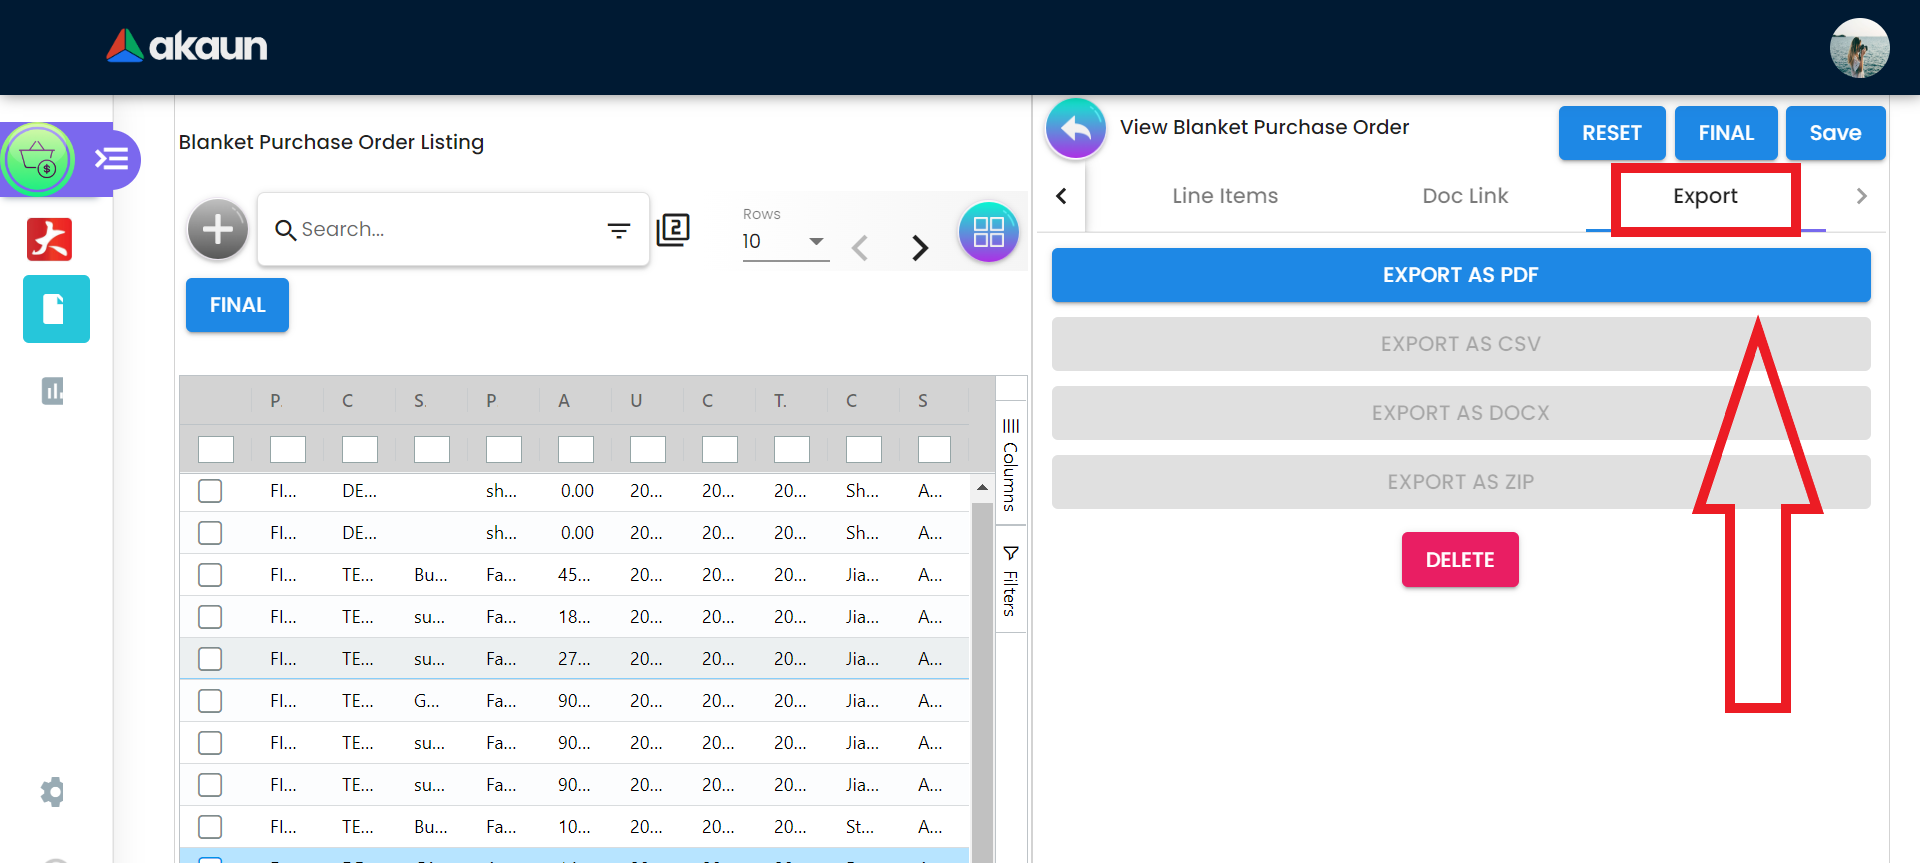 akaun
Blanket Purchase Order Listing
Search...
2
Rows
10
FINAL
P. C S. P A U C T. C S
FI... DE... sh... 0.00 20... 20... 20... Sh... A...
FI... DE... sh... 0.00 20... 20... 20... Sh... A...
FI... TE... Bu... Fa... 45... 20... 20... 20... Jia... A...
FI... TE... su... Fa... 18... 20... 20... 20... Jia... A...
FI... TE... su... Fa... 27... 20... 20... 20... Jia... A...
FI... TE... G... Fa... 90... 20... 20... 20... Jia... A...
FI... TE... su... Fa... 90... 20... 20... 20... Jia... A...
FI... TE... su... Fa... 90... 20... 20... 20... Jia... A...
FI... TE... Bu... Fa... 10... 20... 20... 20... St... A...
Columns
Filters
View Blanket Purchase Order
RESET
FINAL
Save
Line Items
Doc Link
Export
EXPORT AS PDF
EXPORT AS CSV
EXPORT AS DOCX
EXPORT AS ZIP
DELETE